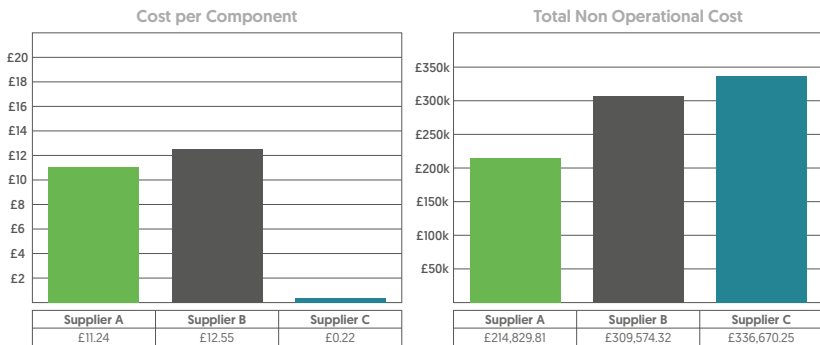 Cost per Component
£20
£18
£16
£14
£12
£10
£8
£6
£4
£2
Supplier A Supplier B Supplier C
£11.24 £12.55 £0.22
Total Non Operational Cost
£350k
£300k
£250k
£200k
£150k
£100k
£50k
Supplier A Supplier B Supplier C
£214,829.81 £309,574.32 £336,670.25